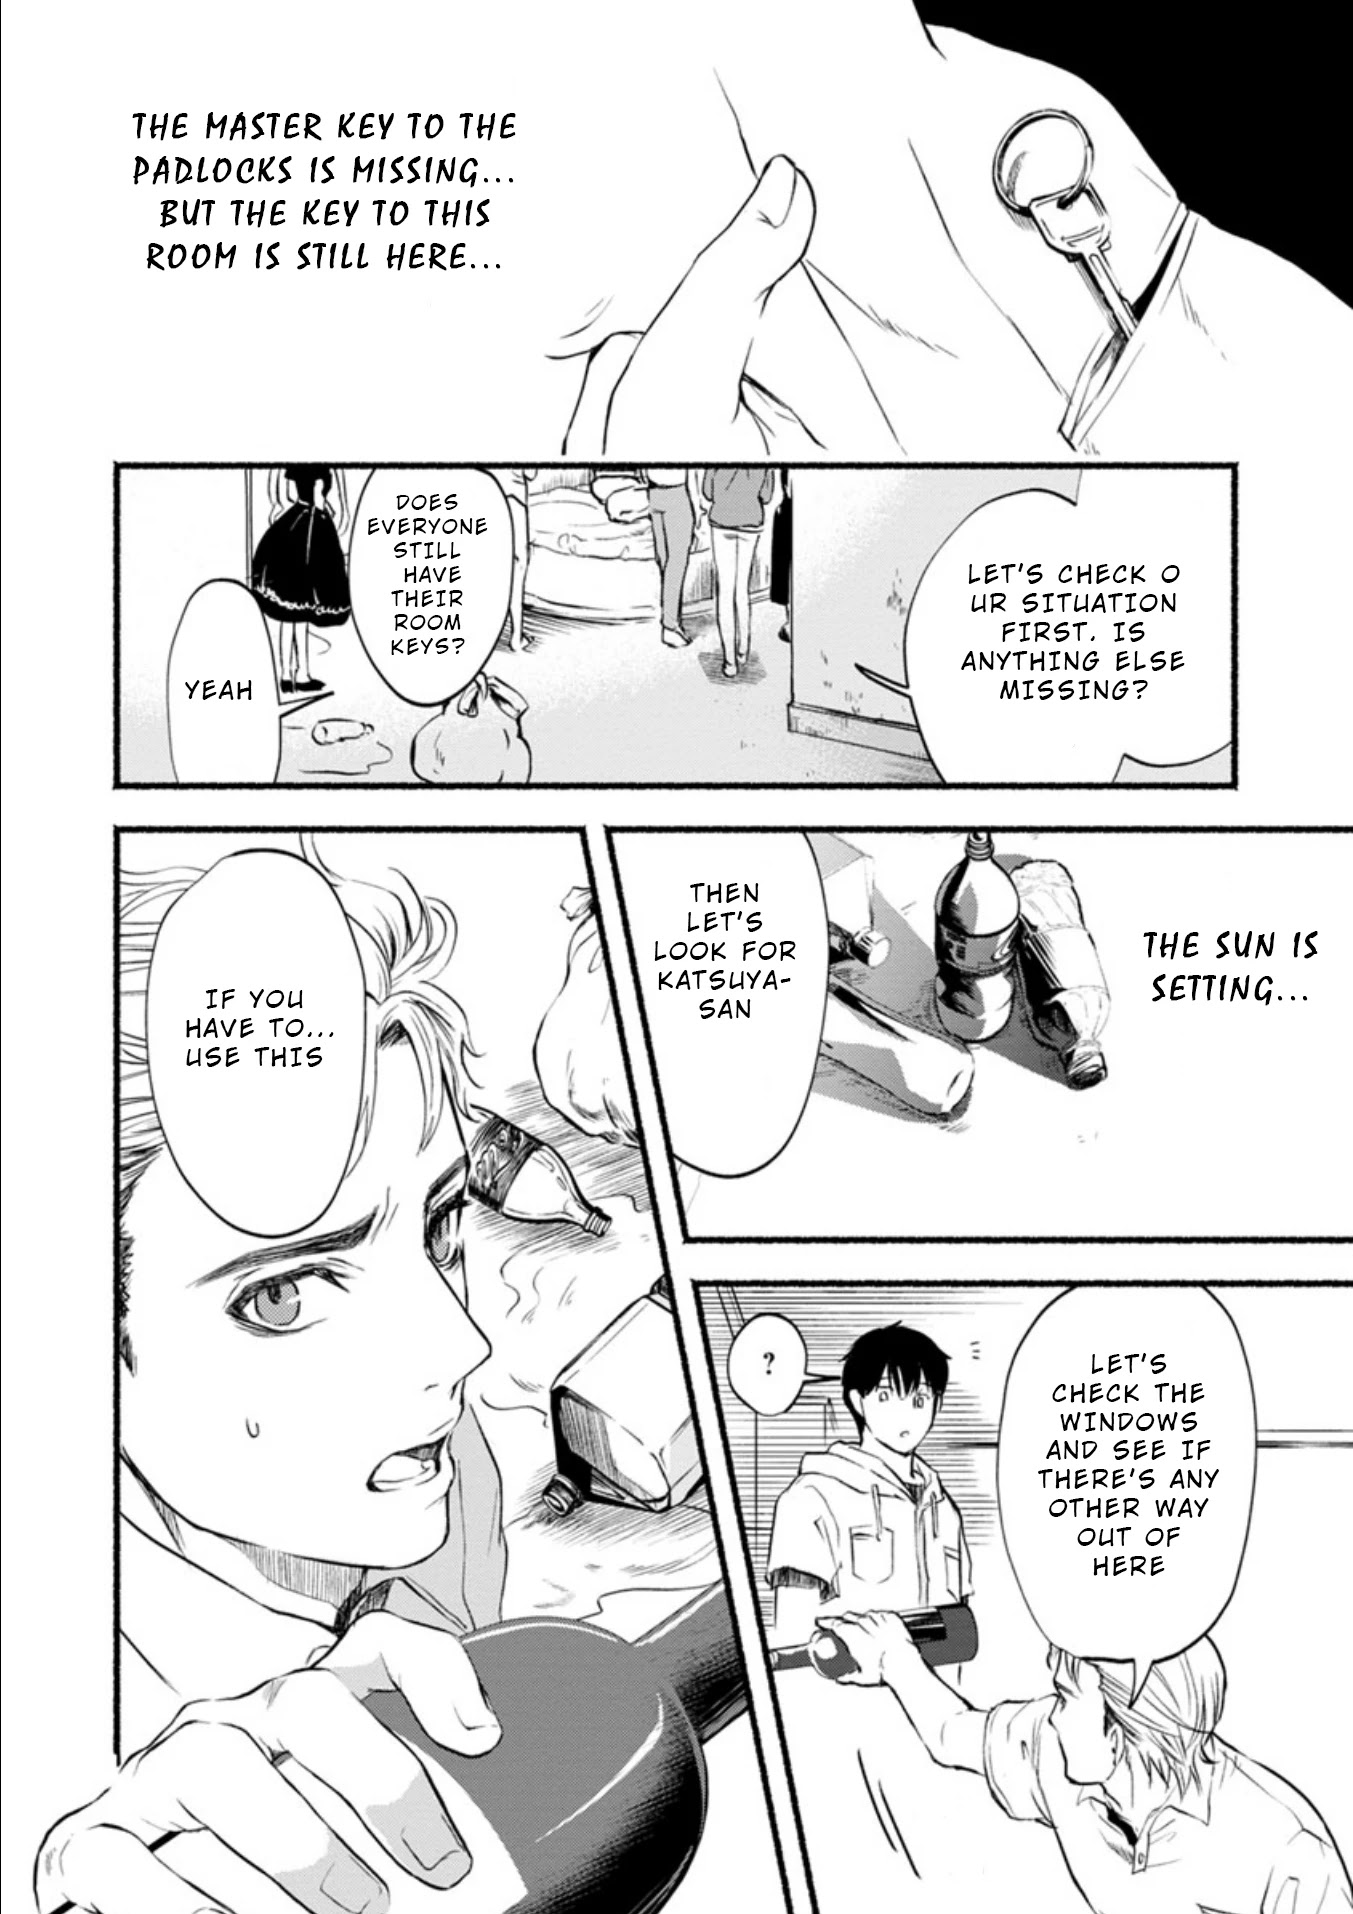 THE MASTER KEY TO THE
PADLOCKS IS MISSING...
BUT THE KEY TO THIS
ROOM IS STILL HERE...
LET'S CHECK O
UR SITUATION
FIRST. IS
ANYTHING ELSE
MISSING?
DOES
EVERYONE
STILL
HAVE
THEIR
ROOM
KEYS?
YEAH
THE SUN IS
SETTING...
THEN
LET'S
LOOK FOR
KATSUYA-
SAN
LET'S
CHECK THE
WINDOWS
AND SEE IF
THERE'S ANY
OTHER WAY
OUT OF
HERE
?
IF YOU
HAVE TO...
USE THIS